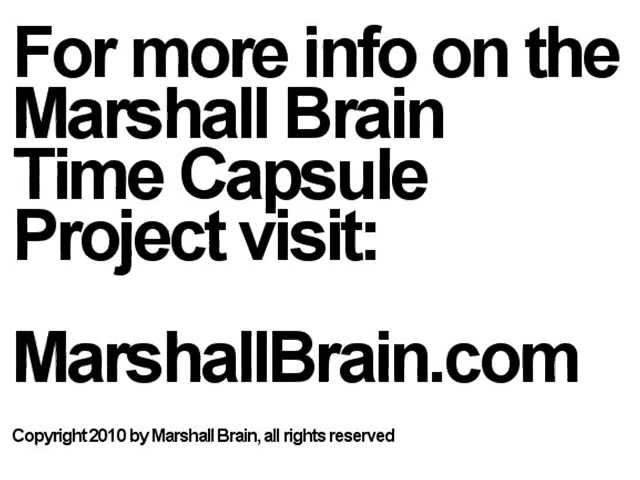 For more info on the
Marshall Brain
Time Capsule
Project visit:
MarshallBrain.com
Copyright 2010 by Marshall Brain, all rights reserved